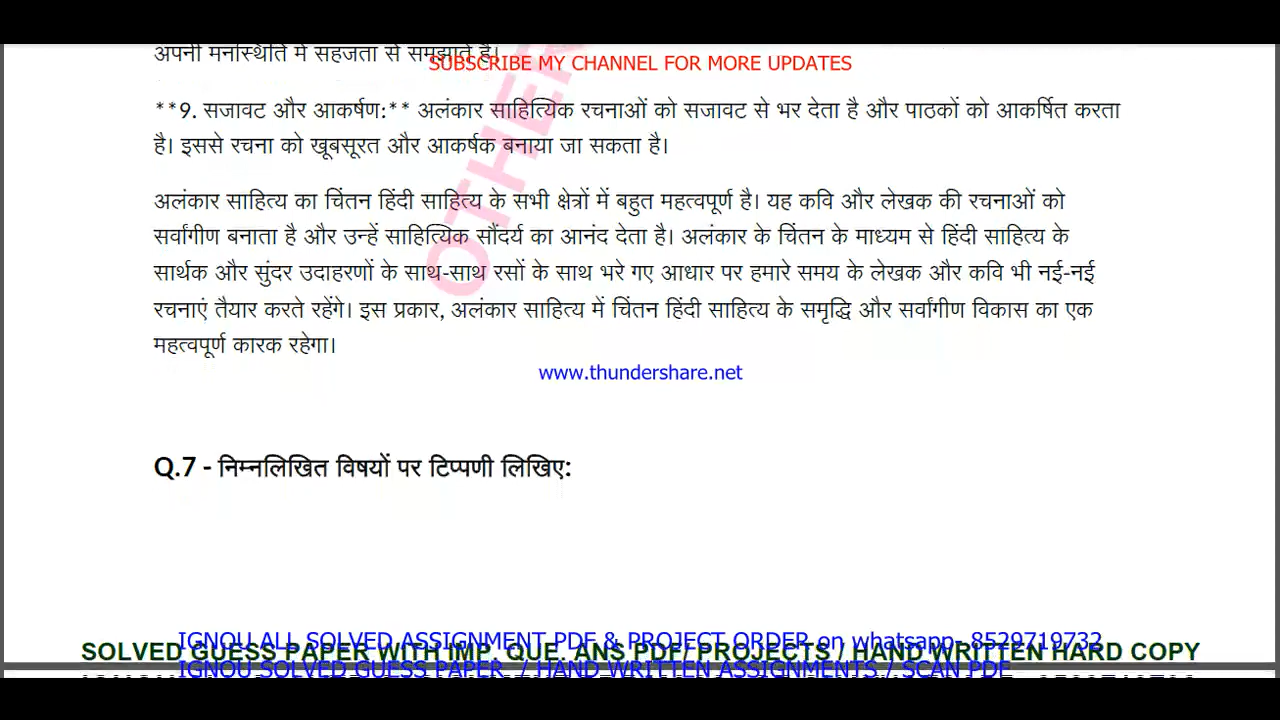 अपनी मनःस्थिति में सहजता से समझाते हैं।
SUBSCRIBE MY CHANNEL FOR MORE UPDATES
**9. सजावट और आकर्षण:** अलंकार साहित्यिक रचनाओं को सजावट से भर देता है और पाठकों को आकर्षित करता
है। इससे रचना को खूबसूरत और आकर्षक बनाया जा सकता है।
OTHER
अलंकार साहित्य का चिंतन हिंदी साहित्य के सभी क्षेत्रों में बहुत महत्वपूर्ण है। यह कवि और लेखक की रचनाओं को
सर्वांगीण बनाता है और उन्हें साहित्यिक सौंदर्य का आनंद देता है। अलंकार के चिंतन के माध्यम से हिंदी साहित्य के
सार्थक और सुंदर उदाहरणों के साथ-साथ रसों के साथ भरे गए आधार पर हमारे समय के लेखक और कवि भी नई-नई
रचनाएं तैयार करते रहेंगे। इस प्रकार, अलंकार साहित्य में चिंतन हिंदी साहित्य के समृद्धि और सर्वांगीण विकास का एक
महत्वपूर्ण कारक रहेगा।
www.thundershare.net
Q.7 - निम्नलिखित विषयों पर टिप्पणी लिखिए:
IGNOU ALL SOLVED ASSIGNMENT PDF & PROJECT ORDER on whatsapp- 8529719732
SOLVED GUESS PAPER WITH IMP. QUE. ANS PDF/ PROJECTS / HAND WRITTEN HARD COPY
IGNOU SOLVED GUESS PAPER / HAND WRITTEN ASSIGNMENTS / SCAN PDF